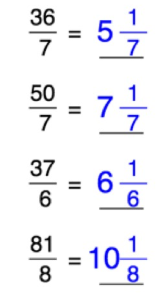 36/7 = 5 1/7
50/7 = 7 1/7
37/6 = 6 1/6
81/8 = 10 1/8